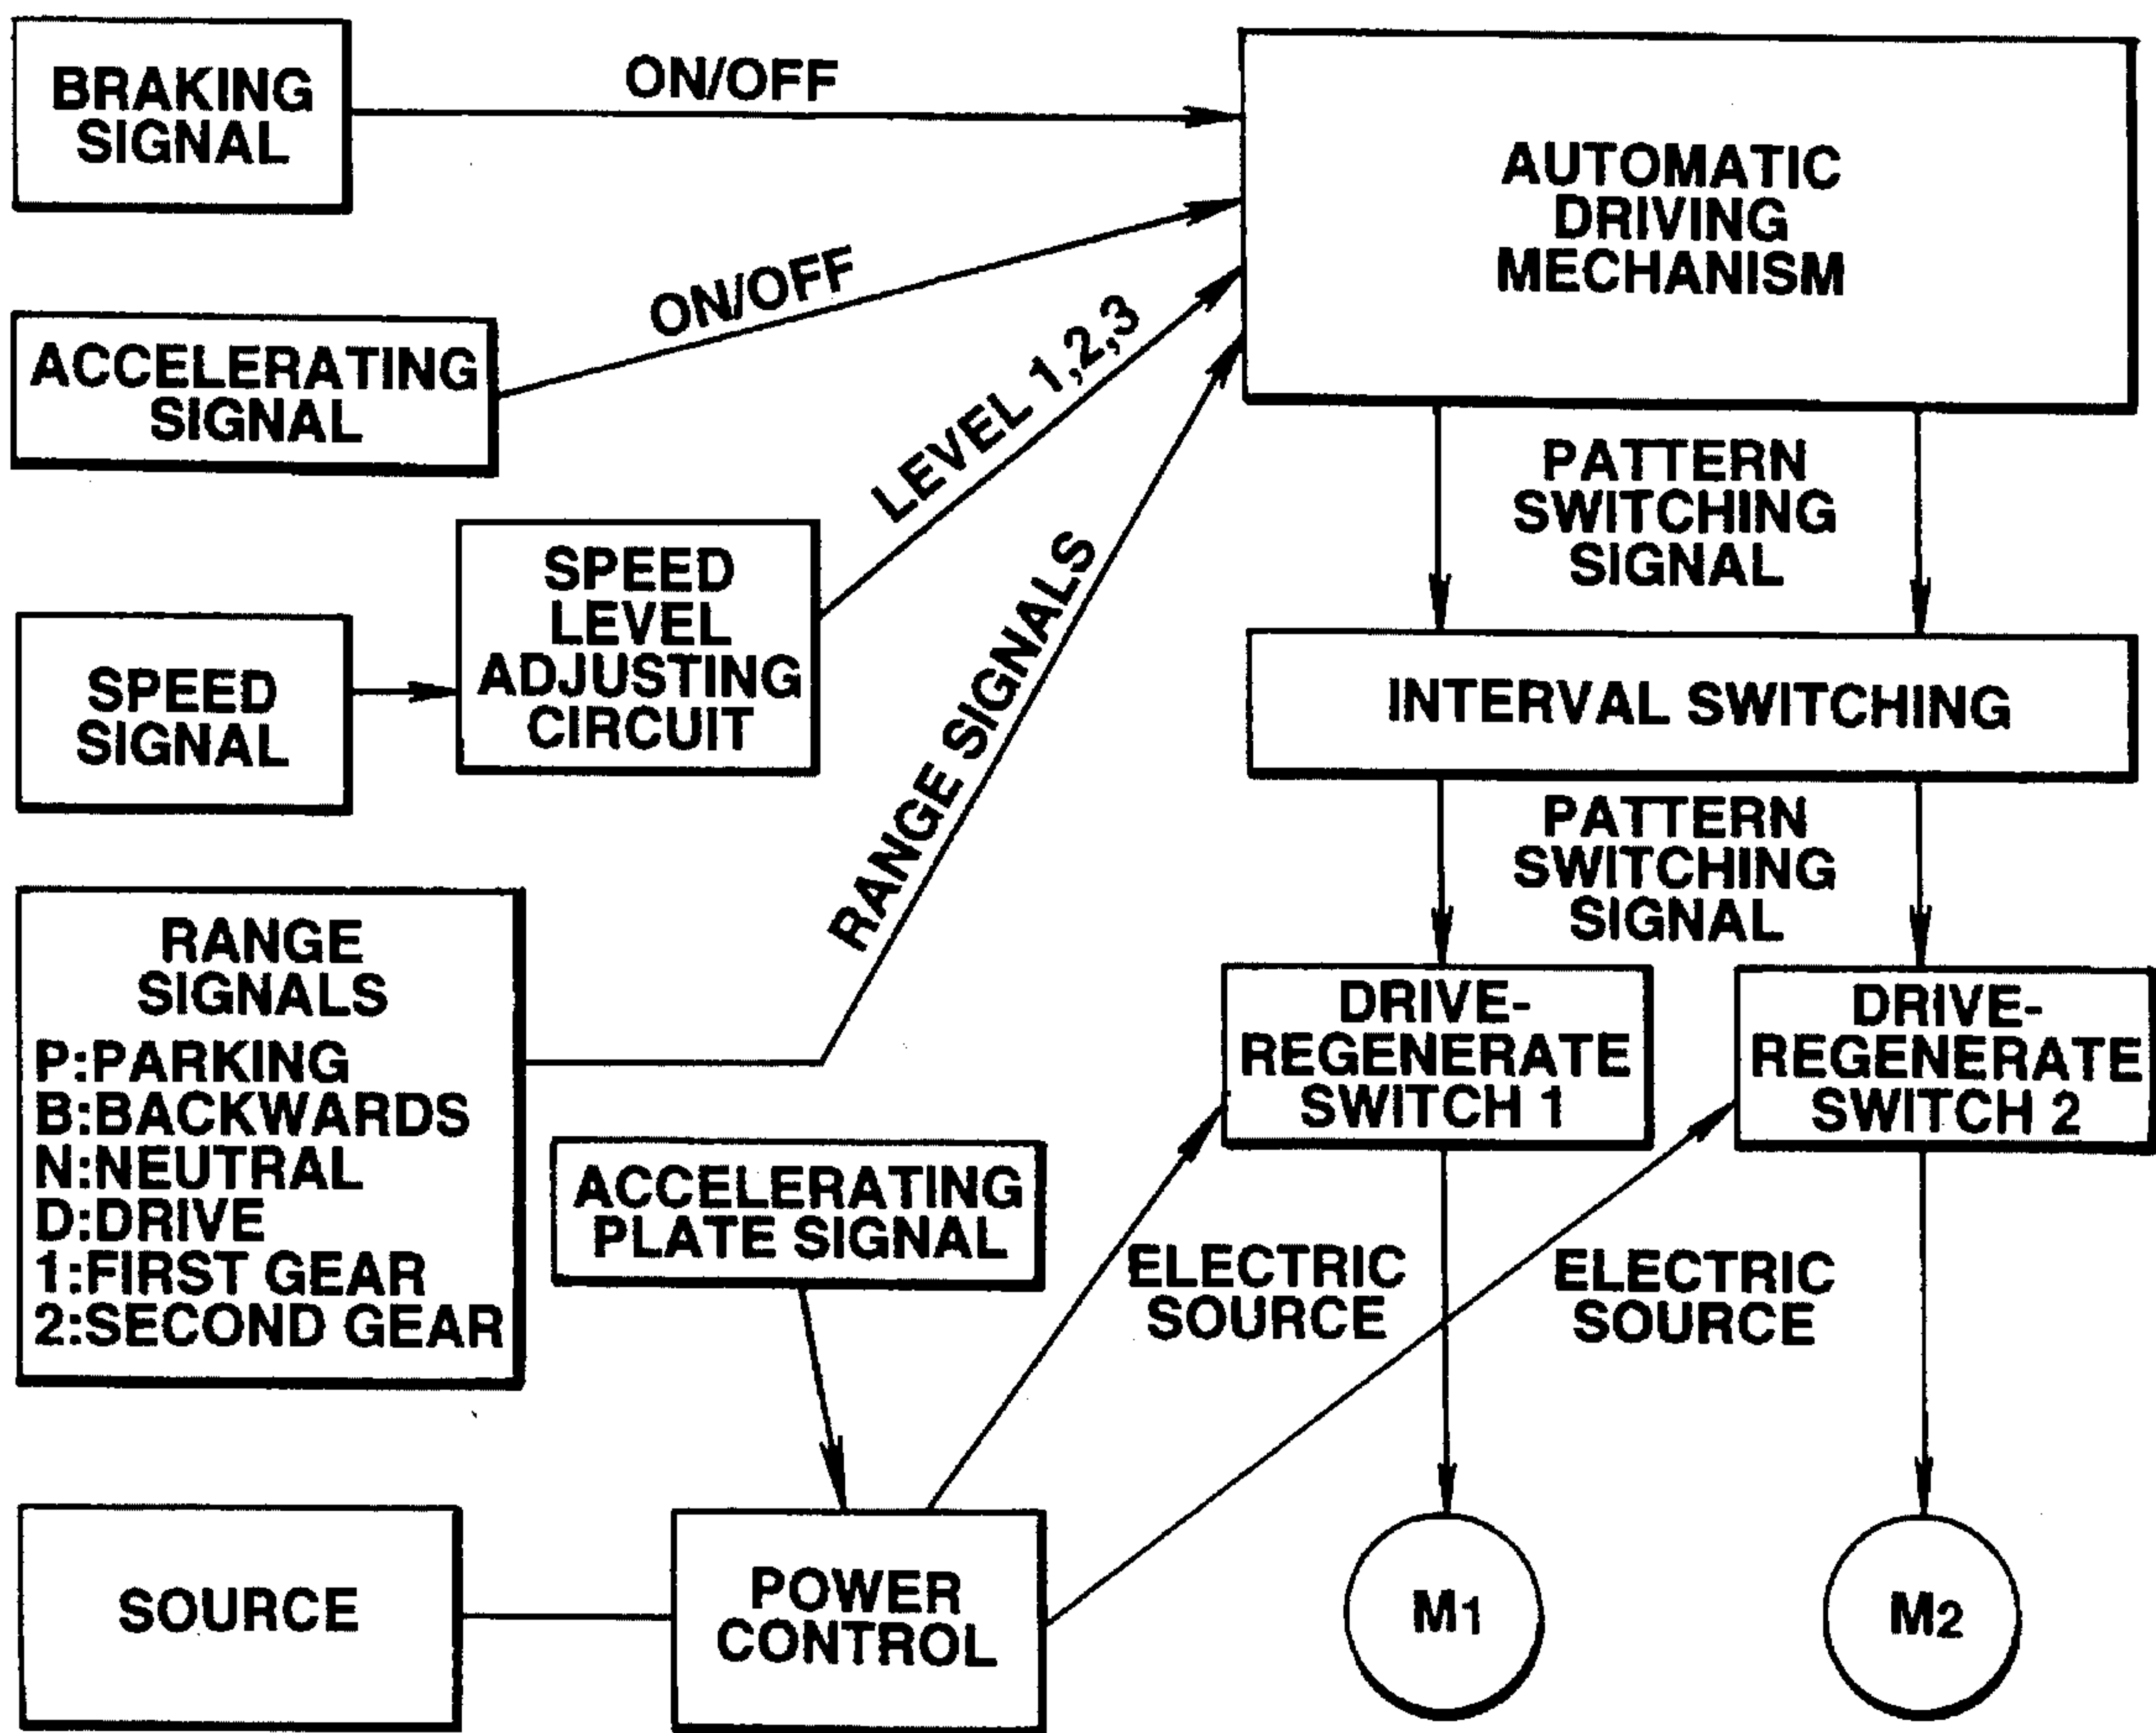 BRAKING
SIGNAL
ON/OFF
AUTOMATIC
DRIVING
MECHANISM
ACCELERATING
SIGNAL
ON/OFF
SPEED
SIGNAL
SPEED
LEVEL
ADJUSTING
CIRCUIT
LEVEL 1,2,3
PATTERN
SWITCHING
SIGNAL
INTERVAL SWITCHING
PATTERN
SWITCHING
SIGNAL
RANGE
SIGNALS
P:PARKING
B:BACKWARDS
N:NEUTRAL
D:DRIVE
1:FIRST GEAR
2:SECOND GEAR
RANGE SIGNALS
DRIVE-
REGENERATE
SWITCH 1
DRIVE-
REGENERATE
SWITCH 2
ACCELERATING
PLATE SIGNAL
ELECTRIC
SOURCE
ELECTRIC
SOURCE
SOURCE
POWER
CONTROL
M1
M2